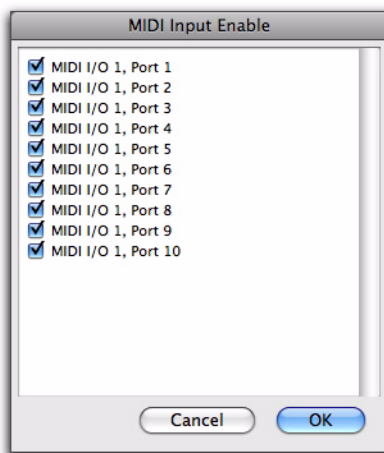 MIDI Input Enable
MIDI I/O 1, Port 1
MIDI I/O 1, Port 2
MIDI I/O 1, Port 3
MIDI I/O 1, Port 4
MIDI I/O 1, Port 5
MIDI I/O 1, Port 6
MIDI I/O 1, Port 7
MIDI I/O 1, Port 8
MIDI I/O 1, Port 9
MIDI I/O 1, Port 10
Cancel OK